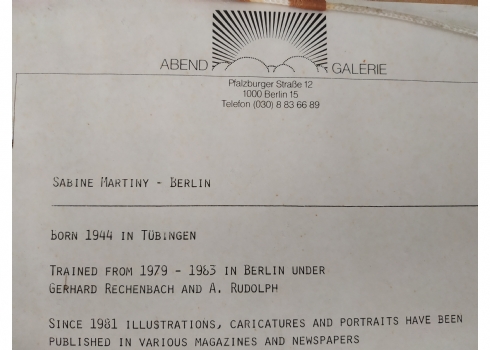 ABEND GALERIE
Pfalzburger Straße 12
1000 Berlin 15
Telefon (030) 8 83 66 89
SABINE MARTINY - BERLIN
BORN 1944 IN TÜBINGEN
TRAINED FROM 1979 - 1983 IN BERLIN UNDER
GERHARD RECHENBACH AND A. RUDOLPH
SINCE 1981 ILLUSTRATIONS, CARICATURES AND PORTRAITS HAVE BEEN
PUBLISHED IN VARIOUS MAGAZINES AND NEWSPAPERS